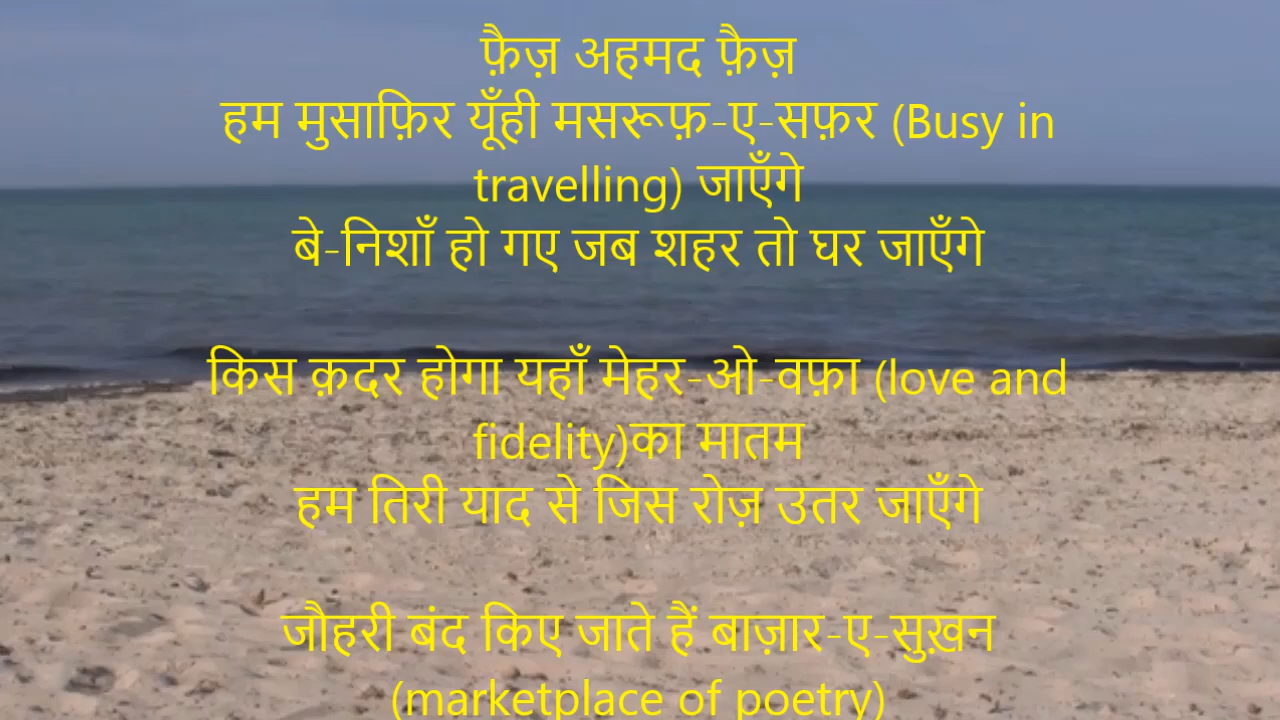 फ़ैज़ अहमद फ़ैज़
हम मुसाफ़िर यूँही मसरूफ़-ए-सफ़र (Busy in
travelling) जाएँगे
बे-निशाँ हो गए जब शहर तो घर जाएँगे
किस क़दर होगा यहाँ मेहर-ओ-वफ़ा (love and
fidelity)का मातम
हम तिरी याद से जिस रोज़ उतर जाएँगे
जौहरी बंद किए जाते हैं बाज़ार-ए-सुख़न
(marketplace of poetry)